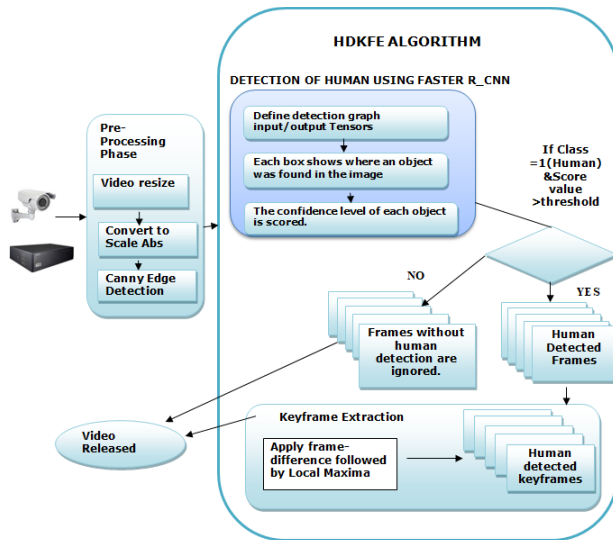 HDKFE ALGORITHM
DETECTION OF HUMAN USING FASTER R_CNN
Pre-
Processing
Phase
Video resize
Convert to
Scale Abs
Canny Edge
Detection
Define detection graph
input/output Tensors
Each box shows where an object
was found in the image
The confidence level of each object
is scored.
If Class
=1(Human)
&Score
value
>threshold
NO
YES
Frames without
human
detection are
ignored.
Human
Detected
Frames
Video
Released
Keyframe Extraction
Apply frame-
difference followed
by Local Maxima
Human
detected
keyframes